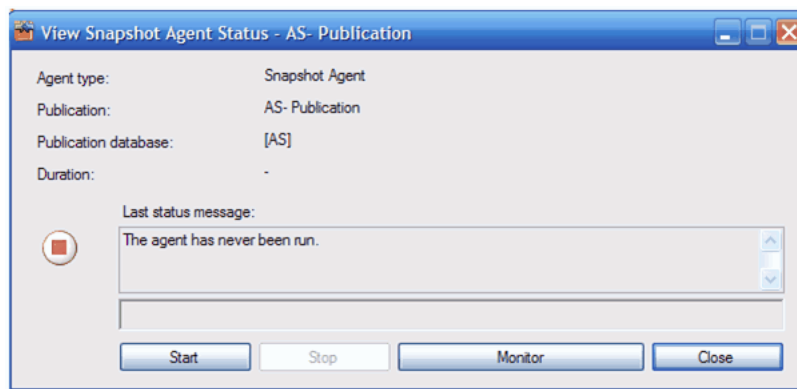 View Snapshot Agent Status - AS- Publication
Agent type: Snapshot Agent
Publication: AS- Publication
Publication database: [AS]
Duration: -
Last status message:
The agent has never been run.
Start Stop Monitor Close